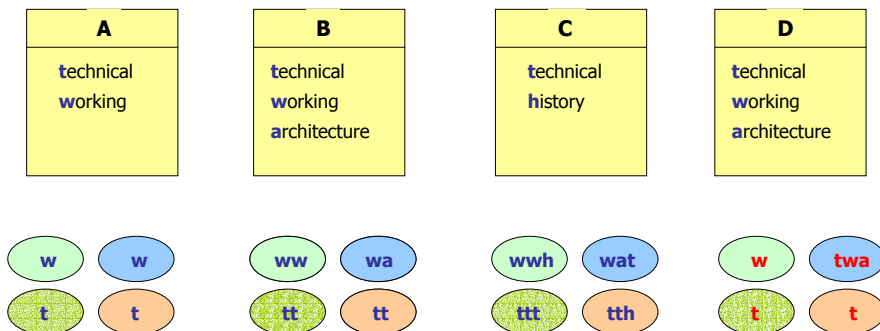 A
technical
working
B
technical
working
architecture
C
technical
history
D
technical
working
architecture
w w
t t
ww wa
tt tt
wwh wat
ttt tth
w twa
t t